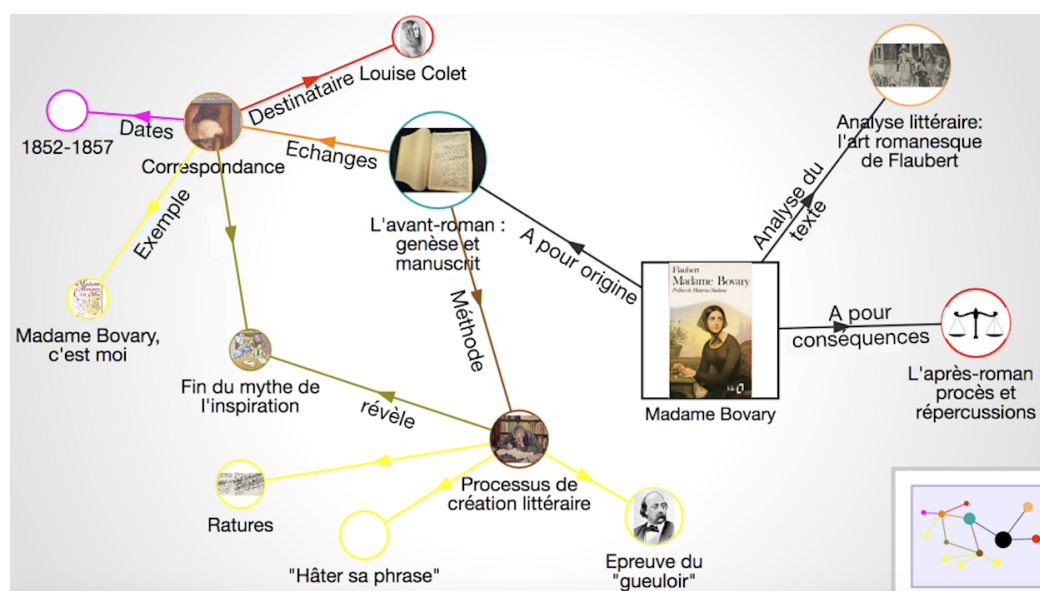 Destinataire
Louise Colet
Dates
1852-1857
Correspondance
Echanges
Exemple
Madame Bovary,
c'est moi
L'avant-roman :
genèse et
manuscrit
Analyse littéraire:
l'art romanesque
de Flaubert
Analyse du
texte
A pour origine
Flaubert
Madame Bovary
Madame Bovary
A pour
conséquences
L'après-roman :
procès et
répercussions
Méthode
Fin du mythe de
l'inspiration
révèle
Processus de
création littéraire
Ratures
"Hâter sa phrase"
Epreuve du
"gueuloir"